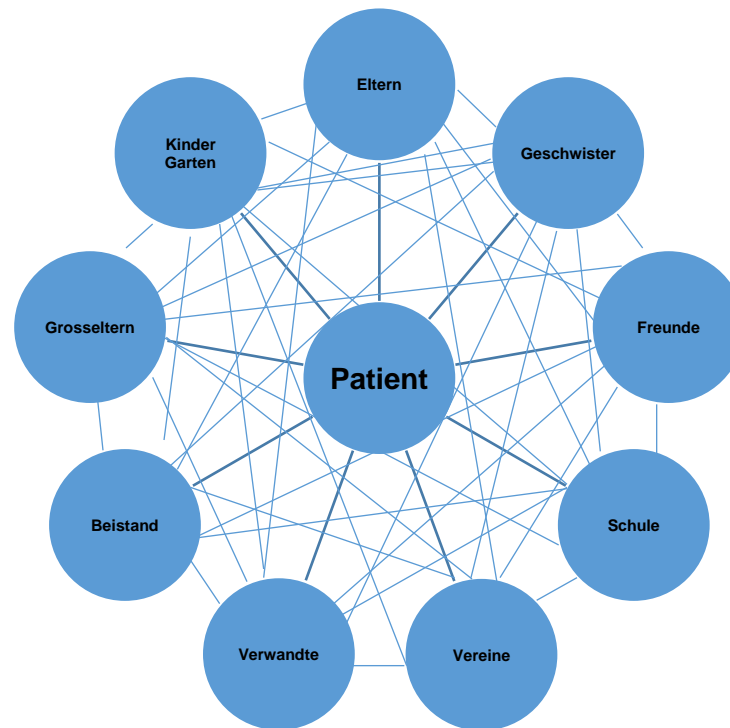 Eltern
Kinder
Garten
Geschwister
Grosseltern
Freunde
Patient
Beistand
Schule
Verwandte
Vereine